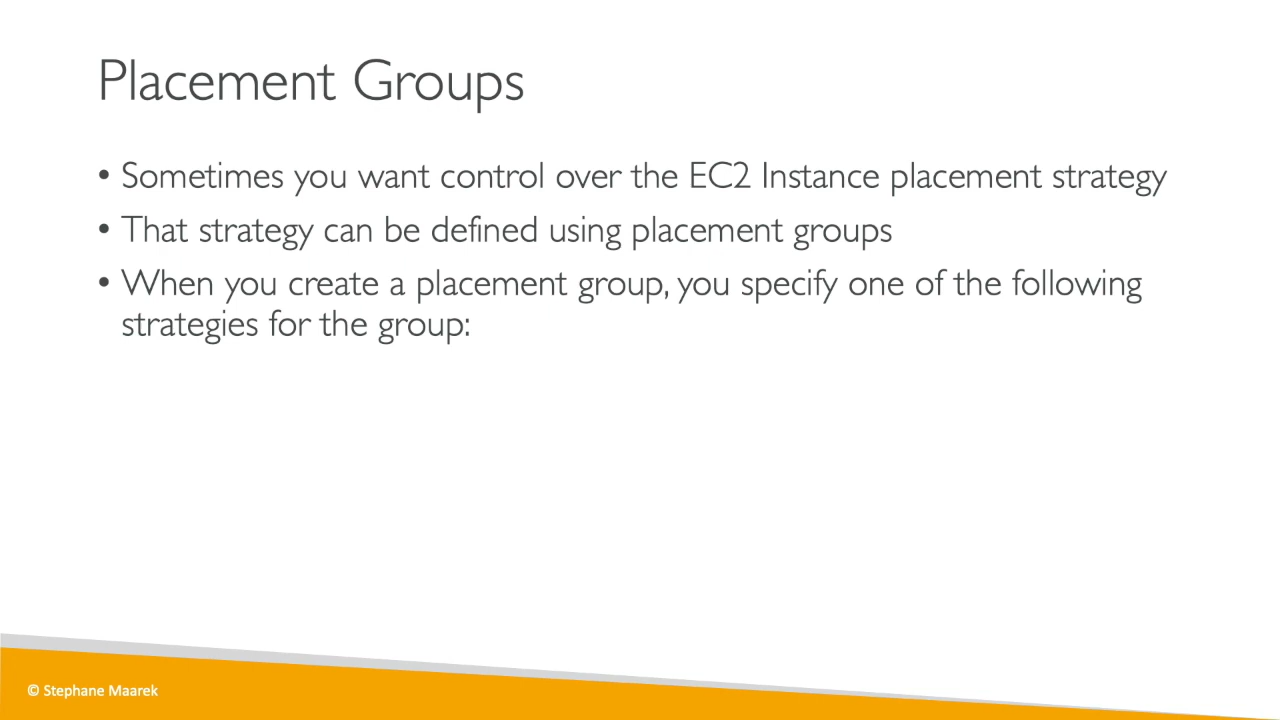 Placement Groups
• Sometimes you want control over the EC2 Instance placement strategy
• That strategy can be defined using placement groups
• When you create a placement group, you specify one of the following
strategies for the group:
© Stephane Maarek